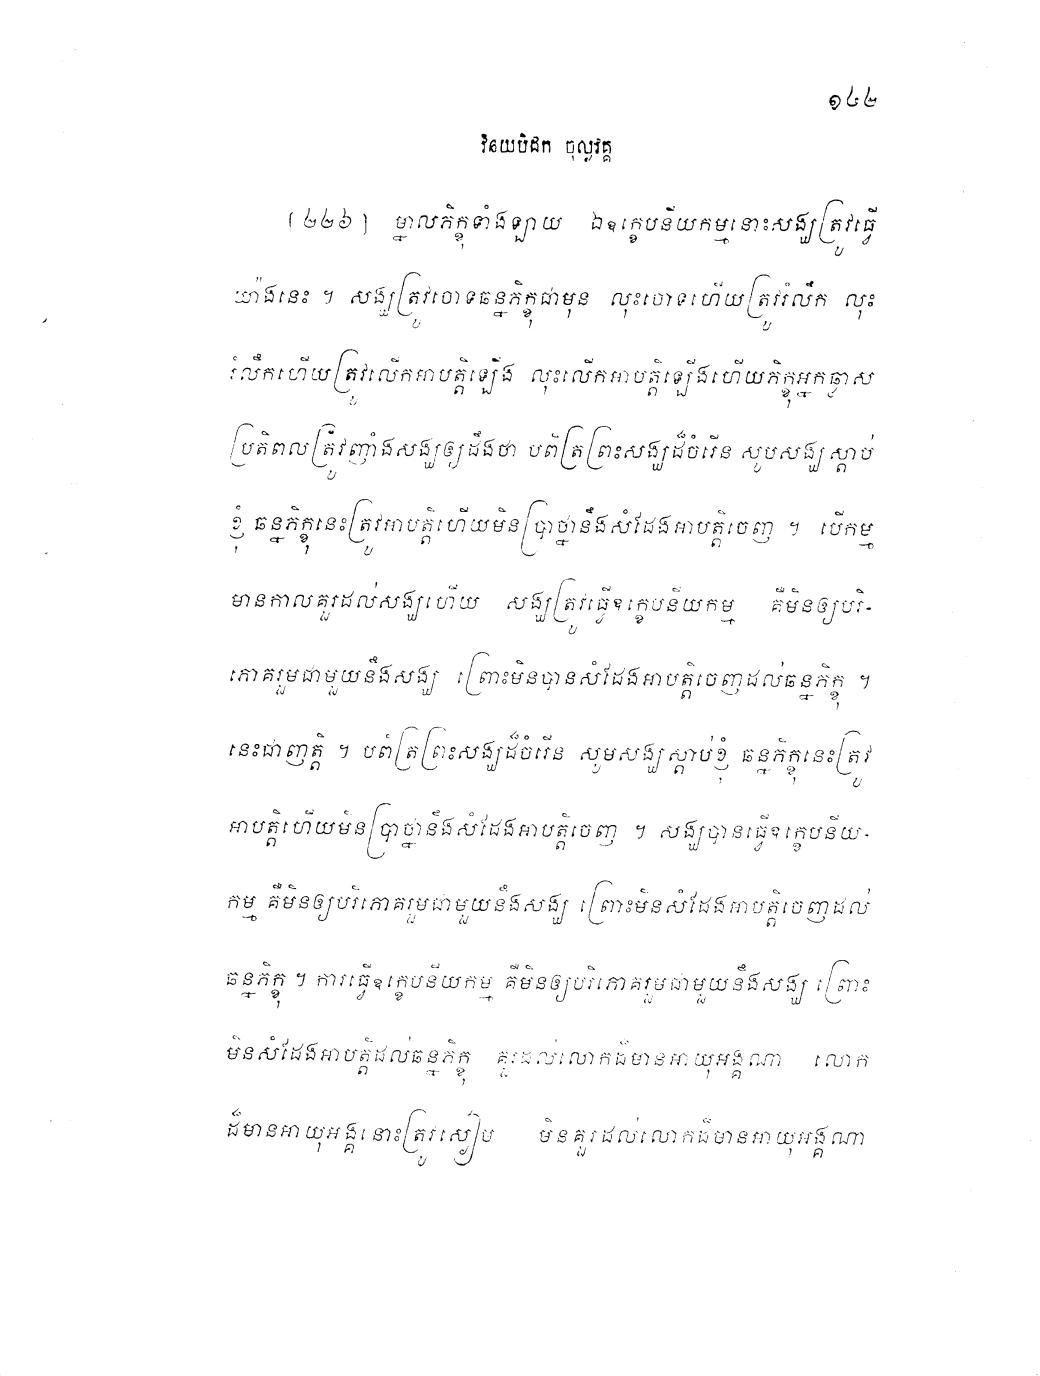 ១៤២
វិនយបិដក ចុល្លវគ្គ
[៤៤៦] ម្នាលភិក្ខុទាំងឡាយ ឯឧក្ខេបនីយកម្មនោះសង្ឃត្រូវធ្វើ
យ៉ាងនេះ ។ សង្ឃត្រូវចោទឆន្នភិក្ខុជាមុន លុះចោទហើយត្រូវរំលឹក លុះ
រំលឹកហើយត្រូវលើកអាបត្តិឡើង លុះលើកអាបត្តិឡើងហើយភិក្ខុអ្នកឆ្លាស
ប្រតិពលត្រូវញ៉ាំងសង្ឃឲ្យដឹងថា បពិត្រព្រះសង្ឃដ៏ចំរើន សូមសង្ឃស្តាប់
ខ្ញុំ ឆន្នភិក្ខុនេះត្រូវអាបត្តិហើយមិនប្រាថ្នានឹងសំដែងអាបត្តិចេញ ។ បើកម្ម
មានកាលគួរដល់សង្ឃហើយ សង្ឃត្រូវធ្វើឧក្ខេបនីយកម្ម គឺមិនឲ្យបរិ-
ភោគរួមជាមួយនឹងសង្ឃ ព្រោះមិនបានសំដែងអាបត្តិចេញដល់ឆន្នភិក្ខុ ។
នេះជាញត្តិ ។ បពិត្រព្រះសង្ឃដ៏ចំរើន សូមសង្ឃស្តាប់ខ្ញុំ ឆន្នភិក្ខុនេះត្រូវ
អាបត្តិហើយមិនប្រាថ្នានឹងសំដែងអាបត្តិចេញ ។ សង្ឃបានធ្វើឧក្ខេបនីយ-
កម្ម គឺមិនឲ្យបរិភោគរួមជាមួយនឹងសង្ឃ ព្រោះមិនសំដែងអាបត្តិចេញដល់
ឆន្នភិក្ខុ ។ ការធ្វើឧក្ខេបនីយកម្ម គឺមិនឲ្យបរិភោគរួមជាមួយនឹងសង្ឃ ព្រោះ
មិនសំដែងអាបត្តិដល់ឆន្នភិក្ខុ គួរដល់លោកដ៏មានអាយុអង្គណា លោក
ដ៏មានអាយុអង្គនោះត្រូវស្ងៀម មិនគួរដល់លោកដ៏មានអាយុអង្គណា